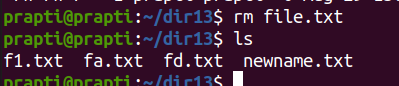 prapti@prapti:~/dir13$ rm file.txt
prapti@prapti:~/dir13$ ls
f1.txt fa.txt fd.txt newname.txt
prapti@prapti:~/dir13$